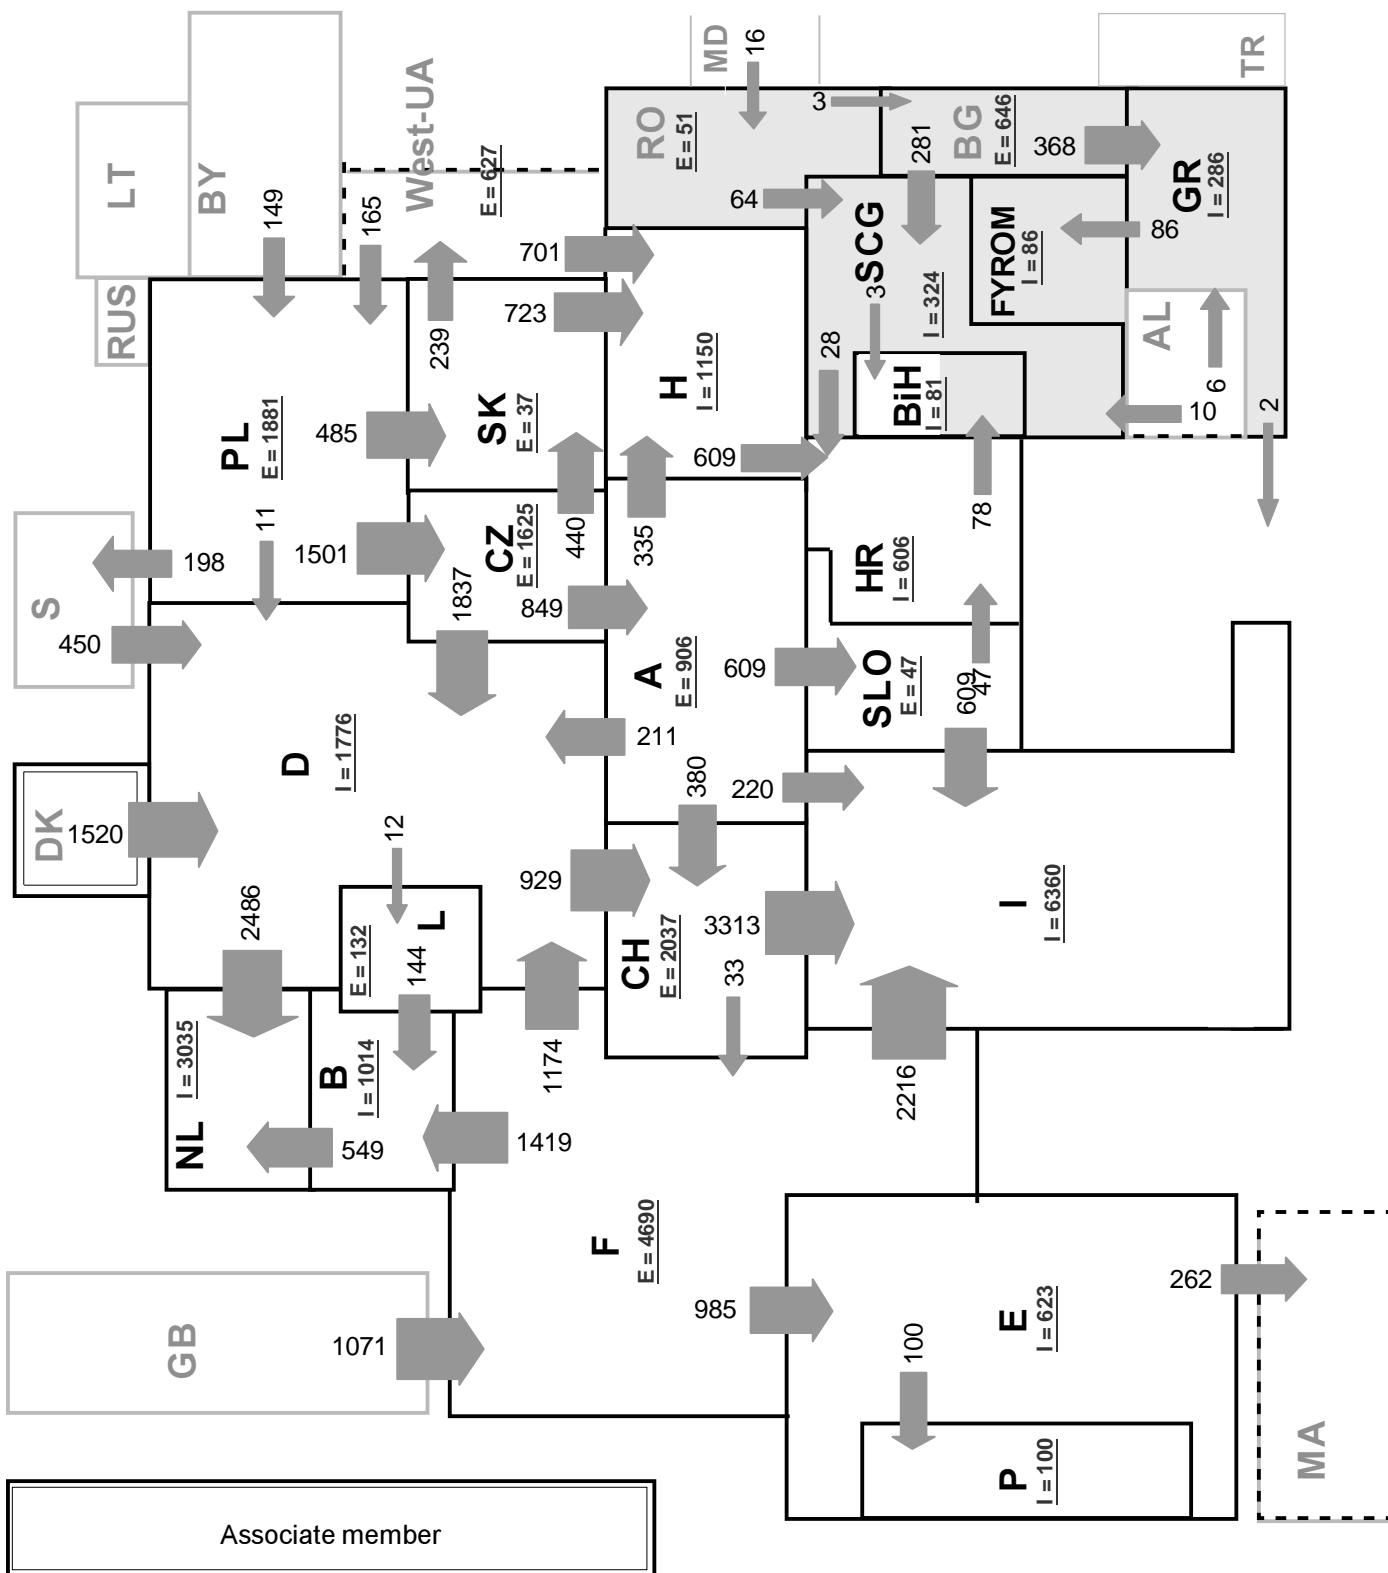 MD
16
TR
LT
BY
West-UA
E = 627
RO
E = 51
3
BG
E = 646
281
368
GR
I = 286
149
165
64
SCG
I = 324
FYROM
I = 86
86
RUS
701
239
723
3
28
AL
6
10
2
H
I = 1150
BiH
I = 81
PL
E = 1881
485
SK
E = 37
609
78
11
198
1501
CZ
E = 1625
440
335
HR
I = 606
S
450
1837
849
A
E = 906
609
SLO
E = 47
609
47
D
I = 1776
211
380
220
DK
1520
12
929
2486
L
E = 132
144
CH
E = 2037
3313
33
I
I = 6360
1174
2216
NL
I = 3035
B
I = 1014
549
1419
F
E = 4690
985
E
I = 623
262
GB
1071
100
P
I = 100
MA
Associate member